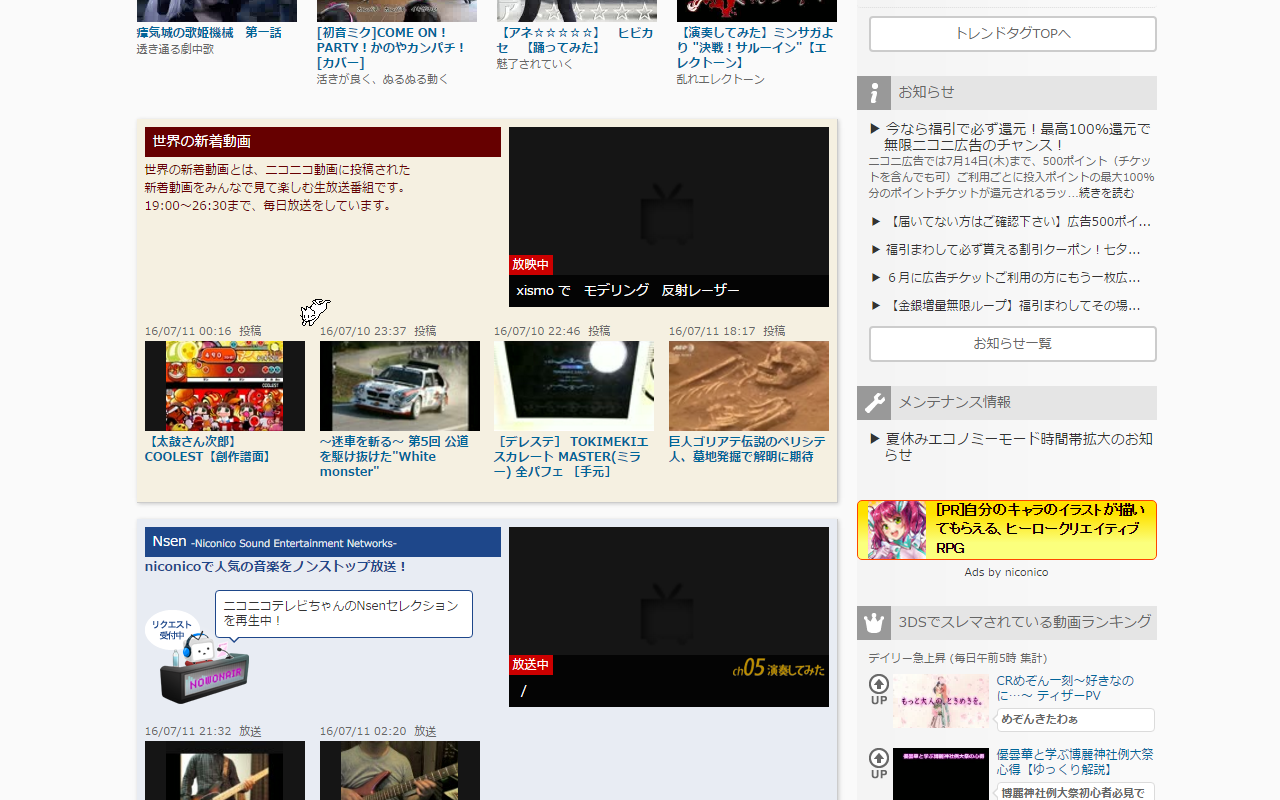 瘴気城の歌姫機械　第一話
透き通る劇中歌
[初音ミク]COME ON！
PARTY！かのやカンパチ！
[カバー]
活きが良く、ぬるぬる動く
【アネ☆☆☆☆☆】　ヒビカ
セ　【踊ってみた】
魅了されていく
【演奏してみた】ミンサガよ
り "決戦！サルーイン"【エ
レクトーン】
乱れエレクトーン
世界の新着動画
世界の新着動画とは、ニコニコ動画に投稿された
新着動画をみんなで見て楽しむ生放送番組です。
19:00～26:30まで、毎日放送をしています。
放映中
xismo で　モデリング　反射レーザー
16/07/11 00:16 投稿
【太鼓さん次郎】
COOLEST【創作譜面】
16/07/10 23:37 投稿
～迷車を斬る～ 第5回 公道
を駆け抜けた"White
monster"
16/07/10 22:46 投稿
［デレステ］ TOKIMEKIエ
スカレート MASTER(ミラ
ー) 全パフェ ［手元］
16/07/11 18:17 投稿
巨人ゴリアテ伝説のペリシテ
人、墓地発掘で解明に期待
Nsen -Niconico Sound Entertainment Networks-
niconicoで人気の音楽をノンストップ放送！
ニコニコテレビちゃんのNsenセレクション
を再生中！
リクエスト
受付中
NOWONAIR
放送中
ch05 演奏してみた
/
16/07/11 21:32 放送
16/07/11 02:20 放送
トレンドタグTOPへ
お知らせ
▶ 今なら福引で必ず還元！最高100%還元で
無限ニコニ広告のチャンス！
ニコニ広告では7月14日(木)まで、500ポイント（チケッ
トを含んでも可）ご利用ごとに投入ポイントの最大100%
分のポイントチケットが還元されるラッ...続きを読む
▶ 【届いてない方はご確認下さい】広告500ポイ...
▶ 福引まわして必ず貰える割引クーポン！七夕...
▶ ６月に広告チケットご利用の方にもう一枚広...
▶ 【金銀増量無限ループ】福引まわしてその場...
お知らせ一覧
メンテナンス情報
▶ 夏休みエコノミーモード時間帯拡大のお知
らせ
[PR]自分のキャラのイラストが描い
てもらえる、ヒーロークリエイティブ
RPG
Ads by niconico
3DSでスレマされている動画ランキング
デイリー急上昇 (毎日午前5時 集計)
UP
もっと大人の、ときめきを。
CRめぞん一刻～好きなの
に…～ ティザーPV
めぞんきたわぁ
UP
優曇華と学ぶ博麗神社例大祭の心得
優曇華と学ぶ博麗神社例大祭
心得【ゆっくり解説】
博麗神社例大祭初心者必見で